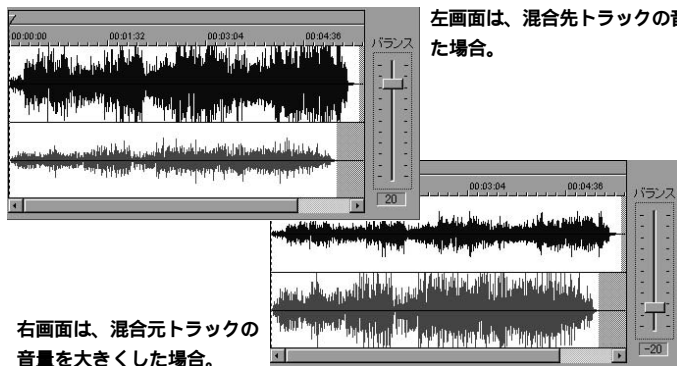 左画面は、混合先トラックの音
た場合。
00:00:00 00:01:32 00:03:04 00:04:36
バランス
20
00:03:04 00:04:36
バランス
-20
右画面は、混合元トラックの
音量を大きくした場合。